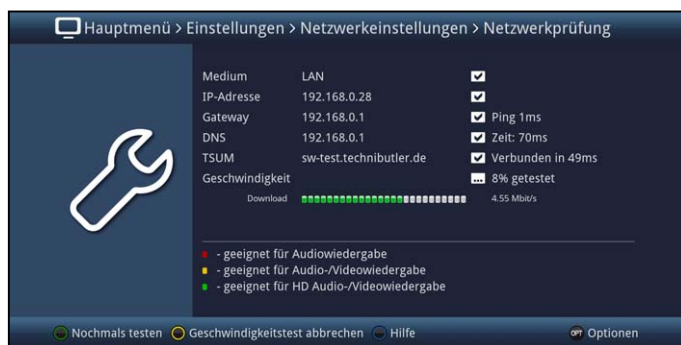 Hauptmenü > Einstellungen > Netzwerkeinstellungen > Netzwerkprüfung
Medium LAN
IP-Adresse 192.168.0.28
Gateway 192.168.0.1 Ping 1ms
DNS 192.168.0.1 Zeit: 70ms
TSUM sw-test.technibutler.de Verbunden in 49ms
Geschwindigkeit ... 8% getestet
Download 4.55 Mbit/s
- geeignet für Audiowiedergabe
- geeignet für Audio-/Videowiedergabe
- geeignet für HD Audio-/Videowiedergabe
Nochmals testen Geschwindigkeitstest abbrechen Hilfe OPT Optionen